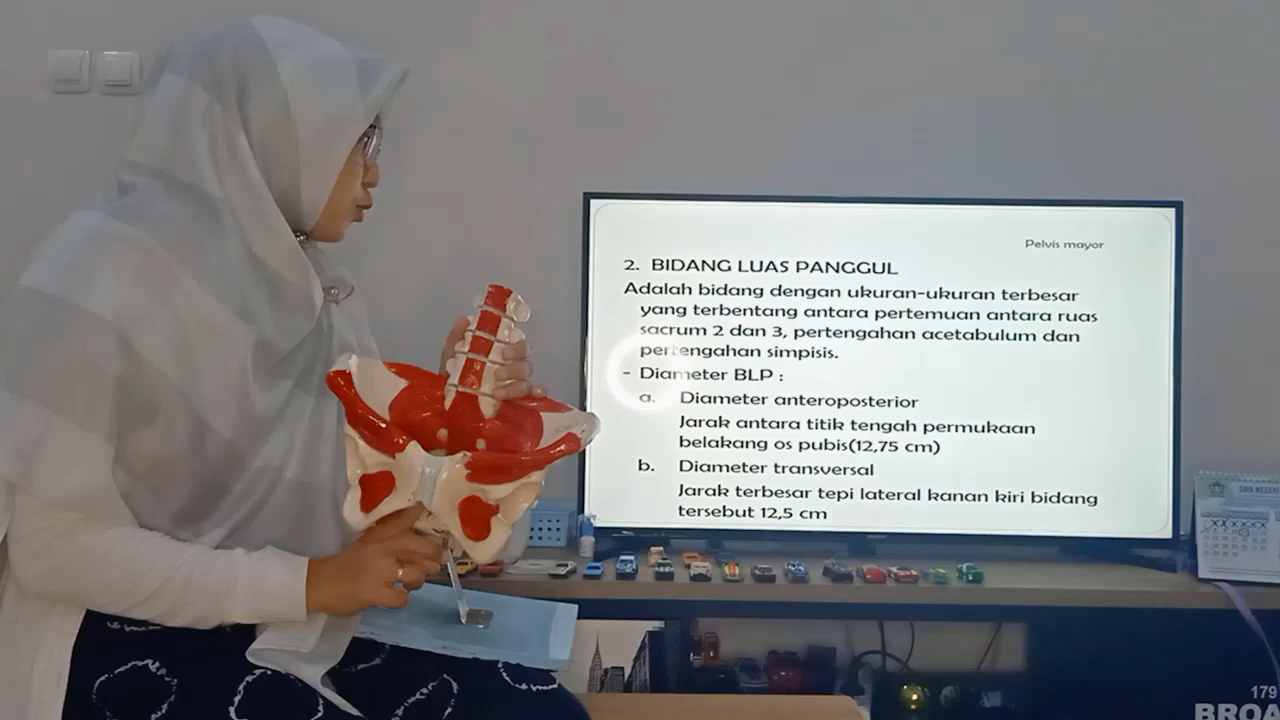 Pelvis mayor
2. BIDANG LUAS PANGGUL
Adalah bidang dengan ukuran-ukuran terbesar
yang terbentang antara pertemuan antara ruas
sacrum 2 dan 3, pertengahan acetabulum dan
pertengahan simpisis.
- Diameter BLP :
a. Diameter anteroposterior
Jarak antara titik tengah permukaan
belakang os pubis(12,75 cm)
b. Diameter transversal
Jarak terbesar tepi lateral kanan kiri bidang
tersebut 12,5 cm
179